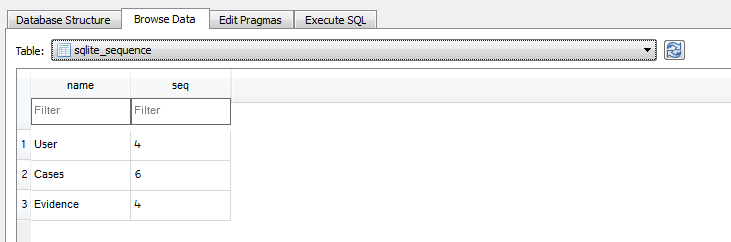 Database Structure Browse Data Edit Pragmas Execute SQL
Table: sqlite_sequence
name seq
Filter Filter
1 User 4
2 Cases 6
3 Evidence 4